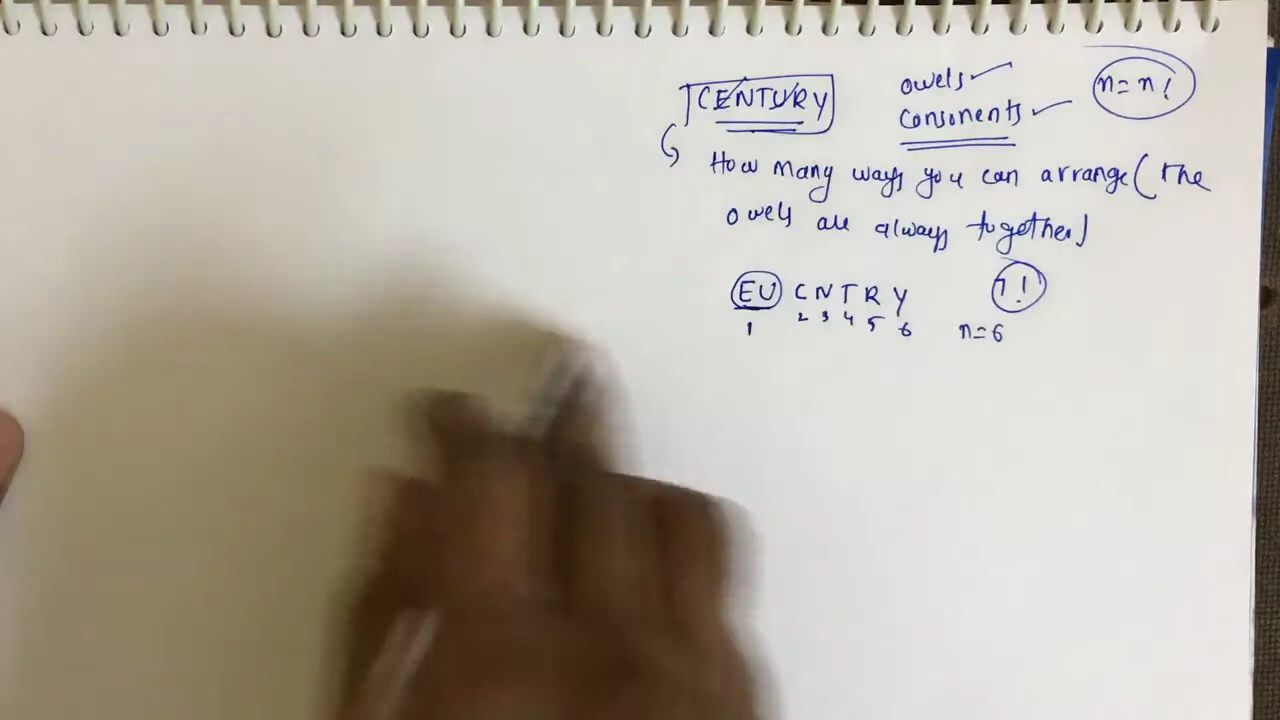 CENTURY
owels
Consonents
n = n!
How many ways you can arrange (the
owels are always together)
EU C N T R Y
7!
1 2 3 4 5 6
n=6